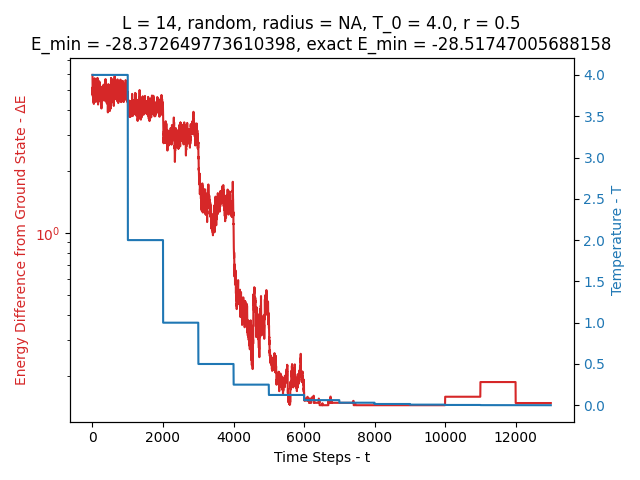 L = 14, random, radius = NA, T_0 = 4.0, r = 0.5
E_min = -28.372649773610398, exact E_min = -28.51747005688158
Energy Difference from Ground State - ΔE
10⁰
4.0
3.5
3.0
2.5
2.0
1.5
1.0
0.5
0.0
Temperature - T
0 2000 4000 6000 8000 10000 12000
Time Steps - t